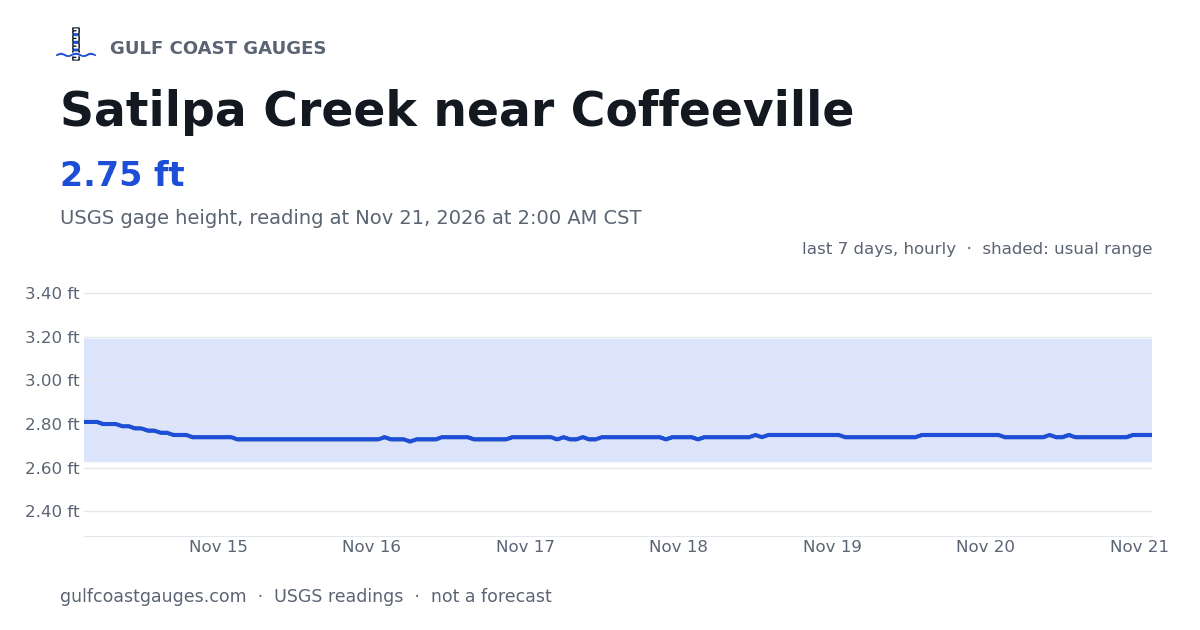 GULF COAST GAUGES
Satilpa Creek near Coffeeville
2.75 ft
USGS gage height, reading at Nov 21, 2026 at 2:00 AM CST
last 7 days, hourly · shaded: usual range
3.40 ft
3.20 ft
3.00 ft
2.80 ft
2.60 ft
2.40 ft
Nov 15 Nov 16 Nov 17 Nov 18 Nov 19 Nov 20 Nov 21
gulfcoastgauges.com · USGS readings · not a forecast